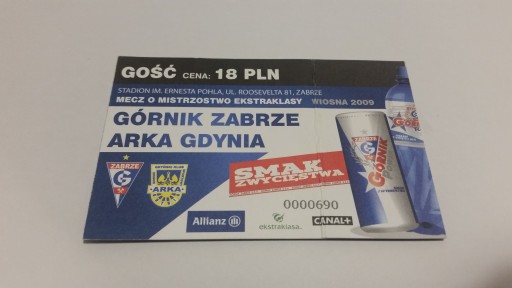 GOŚĆ CENA: 18 PLN
STADION IM. ERNESTA POHLA, UL. ROOSEVELTA 81, ZABRZE
MECZ O MISTRZOSTWO EKSTRAKLASY WIOSNA 2009
GÓRNIK ZABRZE
ARKA GDYNIA
ZABRZE
ARKA
SMAK
ZWYCIĘSTWA
0000690
Allianz
ekstraklasa.
CANAL+
GÓRNIK
GÓRNIK